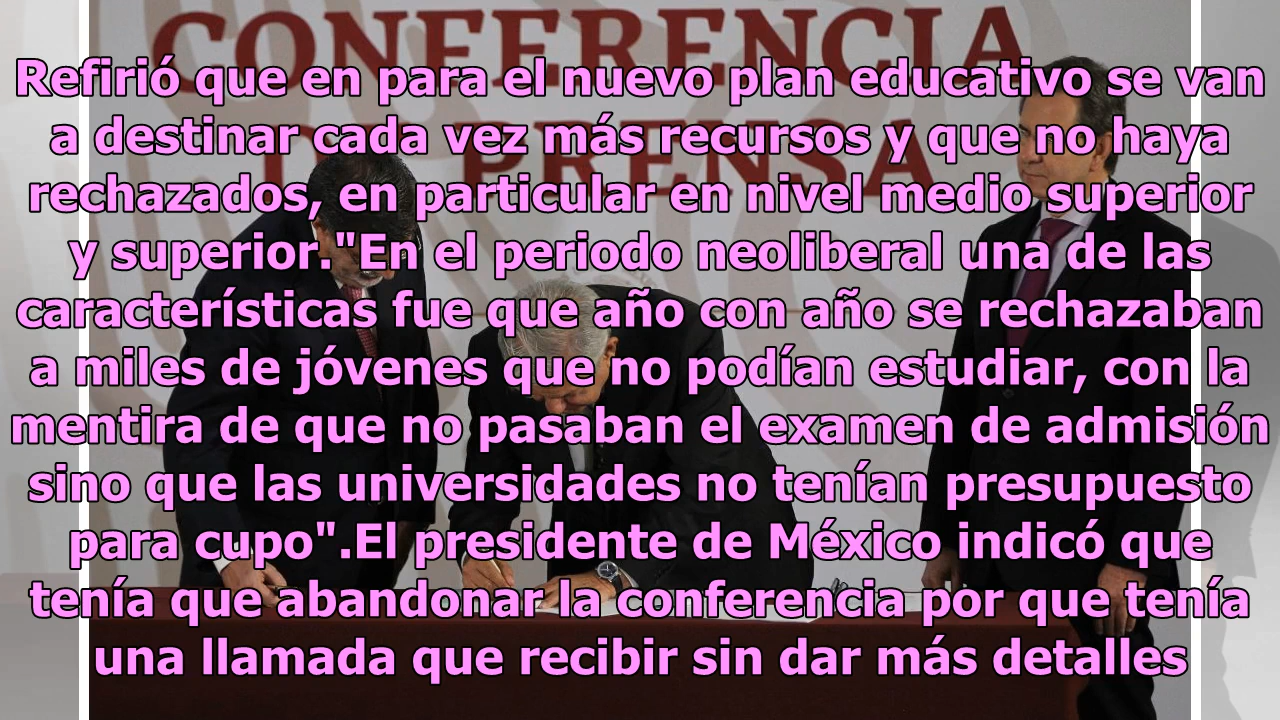 CONFERENCIA
DE PRENSA
Refirió que en para el nuevo plan educativo se van
a destinar cada vez más recursos y que no haya
rechazados, en particular en nivel medio superior
y superior."En el periodo neoliberal una de las
características fue que año con año se rechazaban
a miles de jóvenes que no podían estudiar, con la
mentira de que no pasaban el examen de admisión
sino que las universidades no tenían presupuesto
para cupo".El presidente de México indicó que
tenía que abandonar la conferencia por que tenía
una llamada que recibir sin dar más detalles